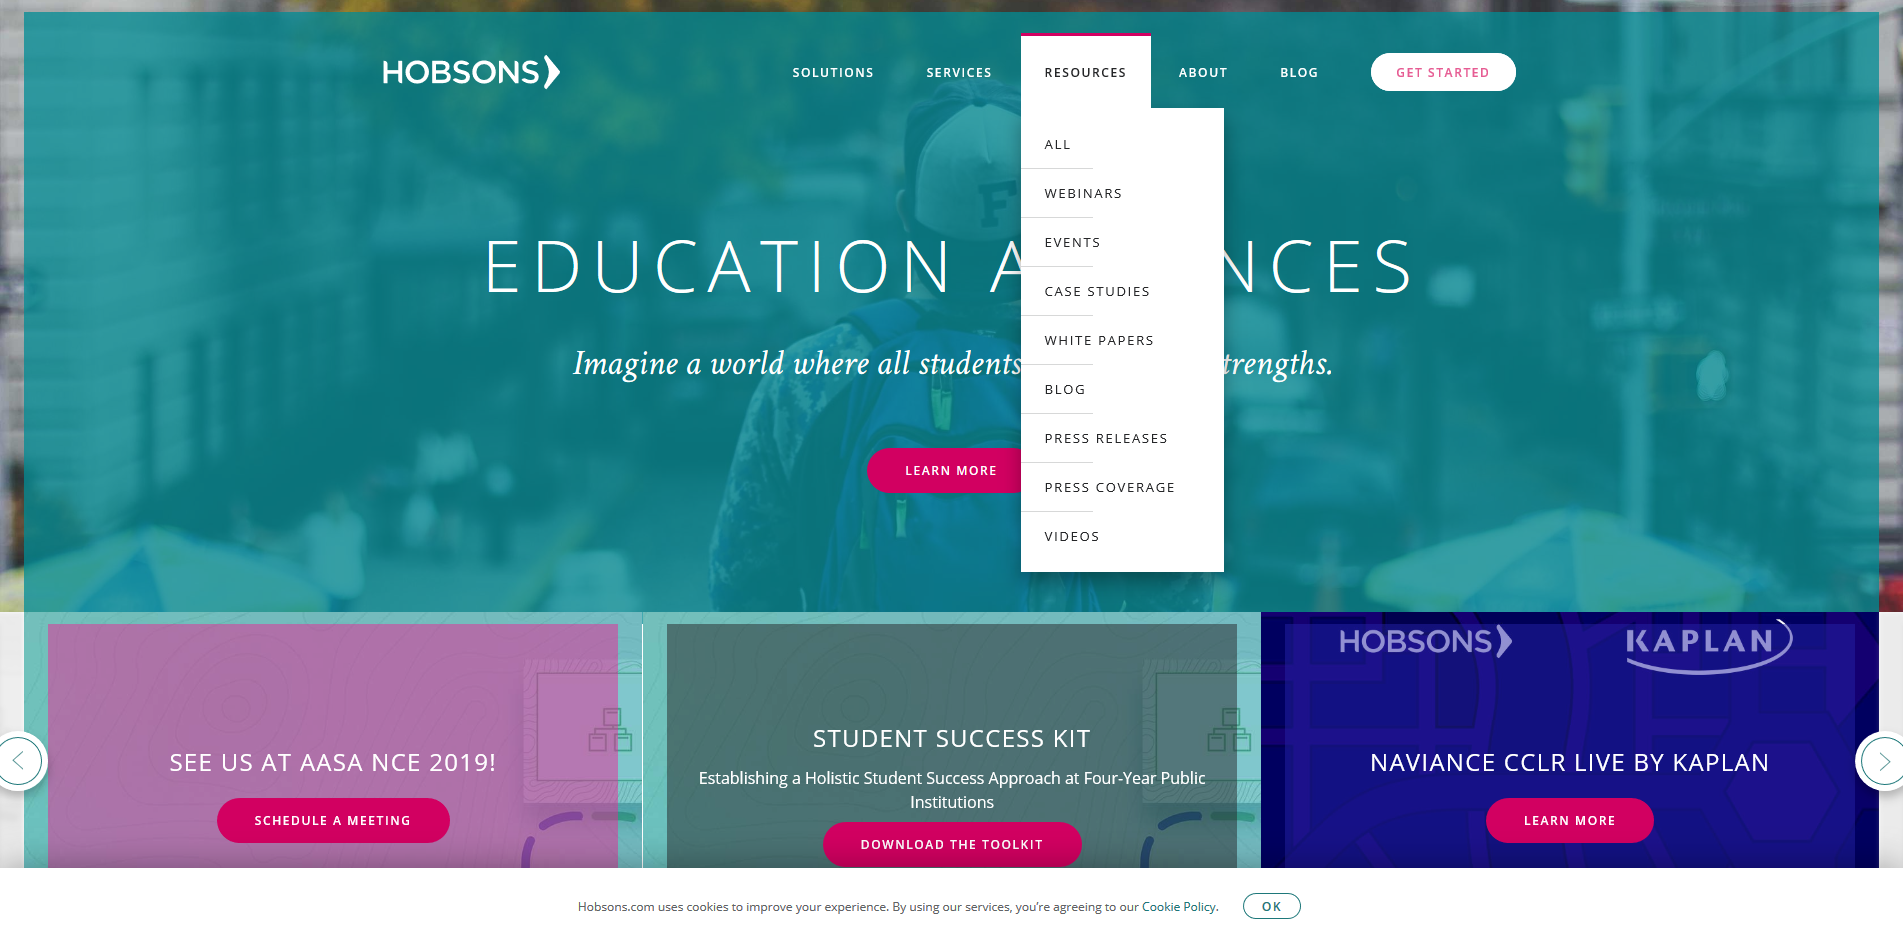 HOBSONS
SOLUTIONS
SERVICES
RESOURCES
ABOUT
BLOG
GET STARTED
ALL
WEBINARS
EVENTS
CASE STUDIES
WHITE PAPERS
BLOG
PRESS RELEASES
PRESS COVERAGE
VIDEOS
F
EDUCATION A NCES
Imagine a world where all students trengths.
LEARN MORE
SEE US AT AASA NCE 2019!
SCHEDULE A MEETING
STUDENT SUCCESS KIT
Establishing a Holistic Student Success Approach at Four-Year Public
Institutions
DOWNLOAD THE TOOLKIT
HOBSONS
KAPLAN
NAVIANCE CCLR LIVE BY KAPLAN
LEARN MORE
Hobsons.com uses cookies to improve your experience. By using our services, you’re agreeing to our Cookie Policy.
OK